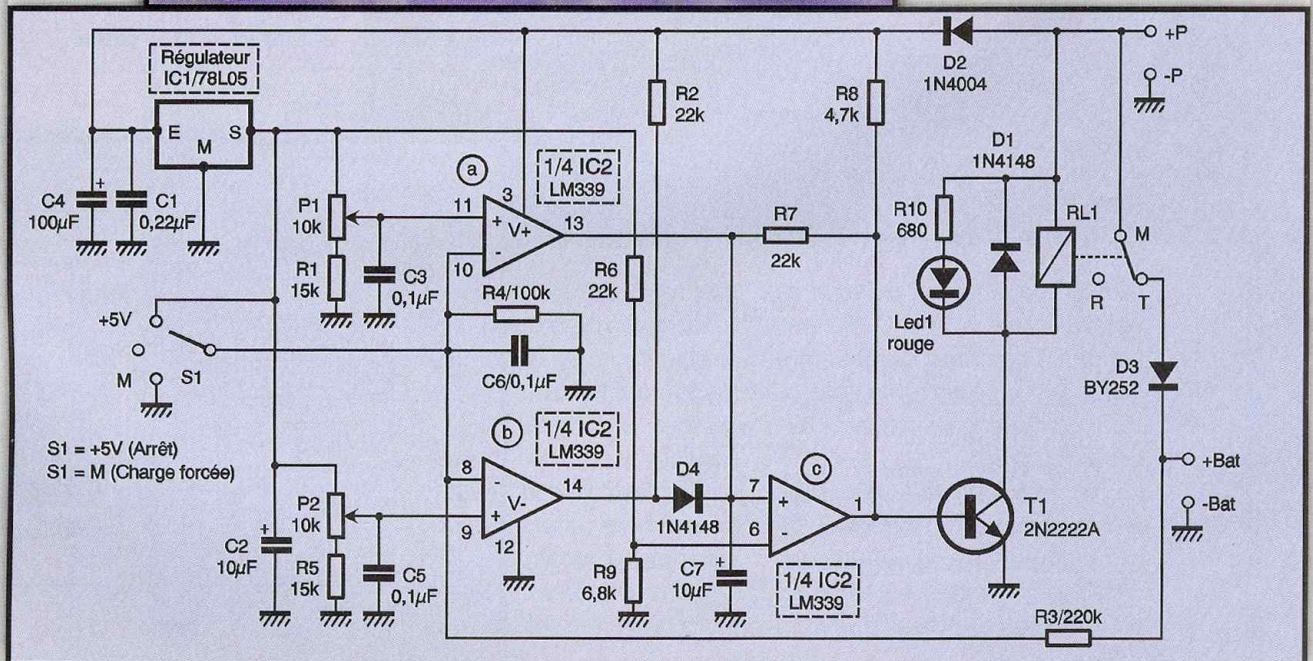 Régulateur
IC1/78L05
E
S
M
C4
100µF
+
C1
0,22µF
P1
10k
R1
15k
C3
0,1µF
a
1/4 IC2
LM339
3
11
+
V+
13
-
10
R4/100k
C6/0,1µF
R6
22k
R2
22k
R7
22k
R8
4,7k
D2
1N4004
+P
-P
D1
1N4148
R10
680
Led1
rouge
RL1
M
R
T
D3
BY252
+Bat
-Bat
+5V
M
S1
S1 = +5V (Arrêt)
S1 = M (Charge forcée)
b
1/4 IC2
LM339
8
-
V-
14
+
9
12
D4
1N4148
c
7
+
1
6
-
1/4 IC2
LM339
T1
2N2222A
P2
10k
R5
15k
C2
10µF
+
C5
0,1µF
R9
6,8k
C7
10µF
+
R3/220k